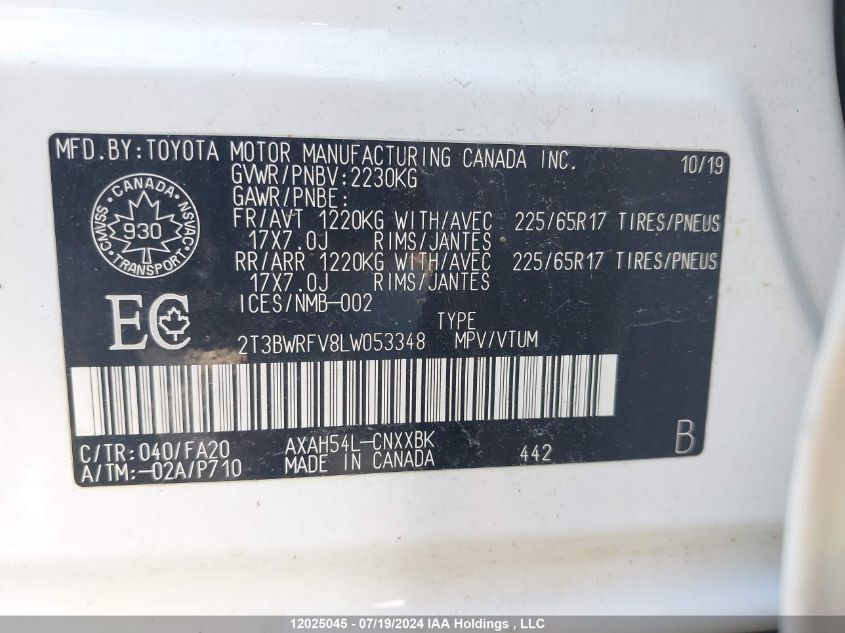 MFD.BY:TOYOTA MOTOR MANUFACTURING CANADA INC. 10/19
GVWR/PNBV:2230KG
GAWR/PNBE:
FR/AVT 1220KG WITH/AVEC 225/65R17 TIRES/PNEUS
17X7.0J RIMS/JANTES
RR/ARR 1220KG WITH/AVEC 225/65R17 TIRES/PNEUS
17X7.0J RIMS/JANTES
ICES/NMB-002
CANADA
CMVSS 930 NSVAC
TRANSPORT
EC
TYPE
2T3BWRFV8LW053348 MPV/VTUM
C/TR:040/FA20 AXAH54L-CNXXBK B
A/TM:-02A/P710 MADE IN CANADA 442
12025045 - 07/19/2024 IAA Holdings , LLC